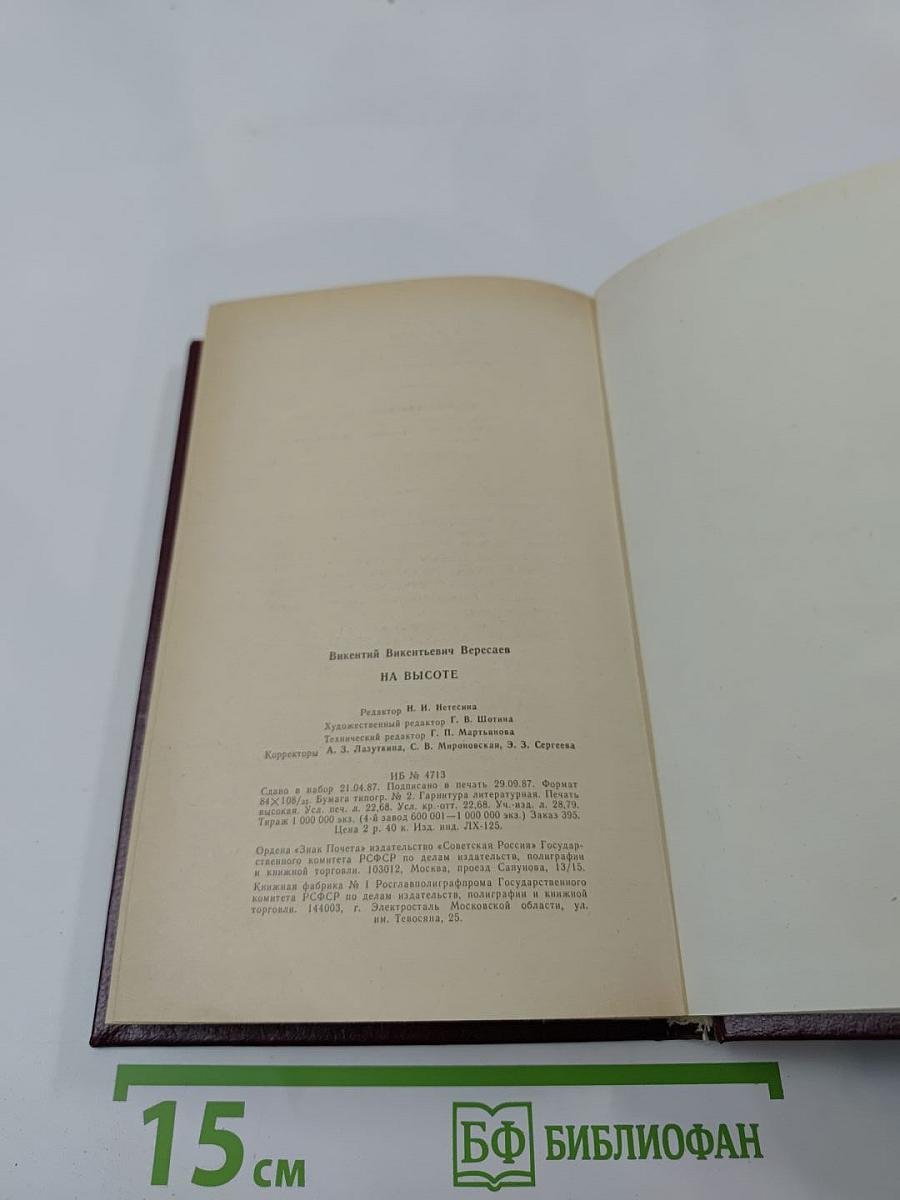 Викентий Викентьевич Вересаев
НА ВЫСОТЕ
Редактор Н. И. Нетесина
Художественный редактор Г. В. Шотина
Технический редактор Г. П. Мартьянова
Корректоры А. З. Лазуткина, С. В. Мироновская, Э. З. Сергеева
ИБ № 4713
Сдано в набор 21.04.87. Подписано в печать 29.09.87. Формат
84×108/32. Бумага типогр. № 2. Гарнитура литературная. Печать
высокая. Усл. печ. л. 22,68. Усл. кр.-отт. 22,68. Уч.-изд. л. 28,79.
Тираж 1 000 000 экз. (4-й завод 600 001—1 000 000 экз.) Заказ 395.
Цена 2 р. 40 к. Изд. инд. ЛХ-125.
Ордена «Знак Почета» издательство «Советская Россия» Государ-
ственного комитета РСФСР по делам издательств, полиграфии
и книжной торговли. 103012, Москва, проезд Сапунова, 13/15.
Книжная фабрика № 1 Росглавполиграфпрома Государственного
комитета РСФСР по делам издательств, полиграфии и книжной
торговли. 144003, г. Электросталь Московской области, ул.
им. Тевосяна, 25.
15 см
БФ БИБЛИОФАН